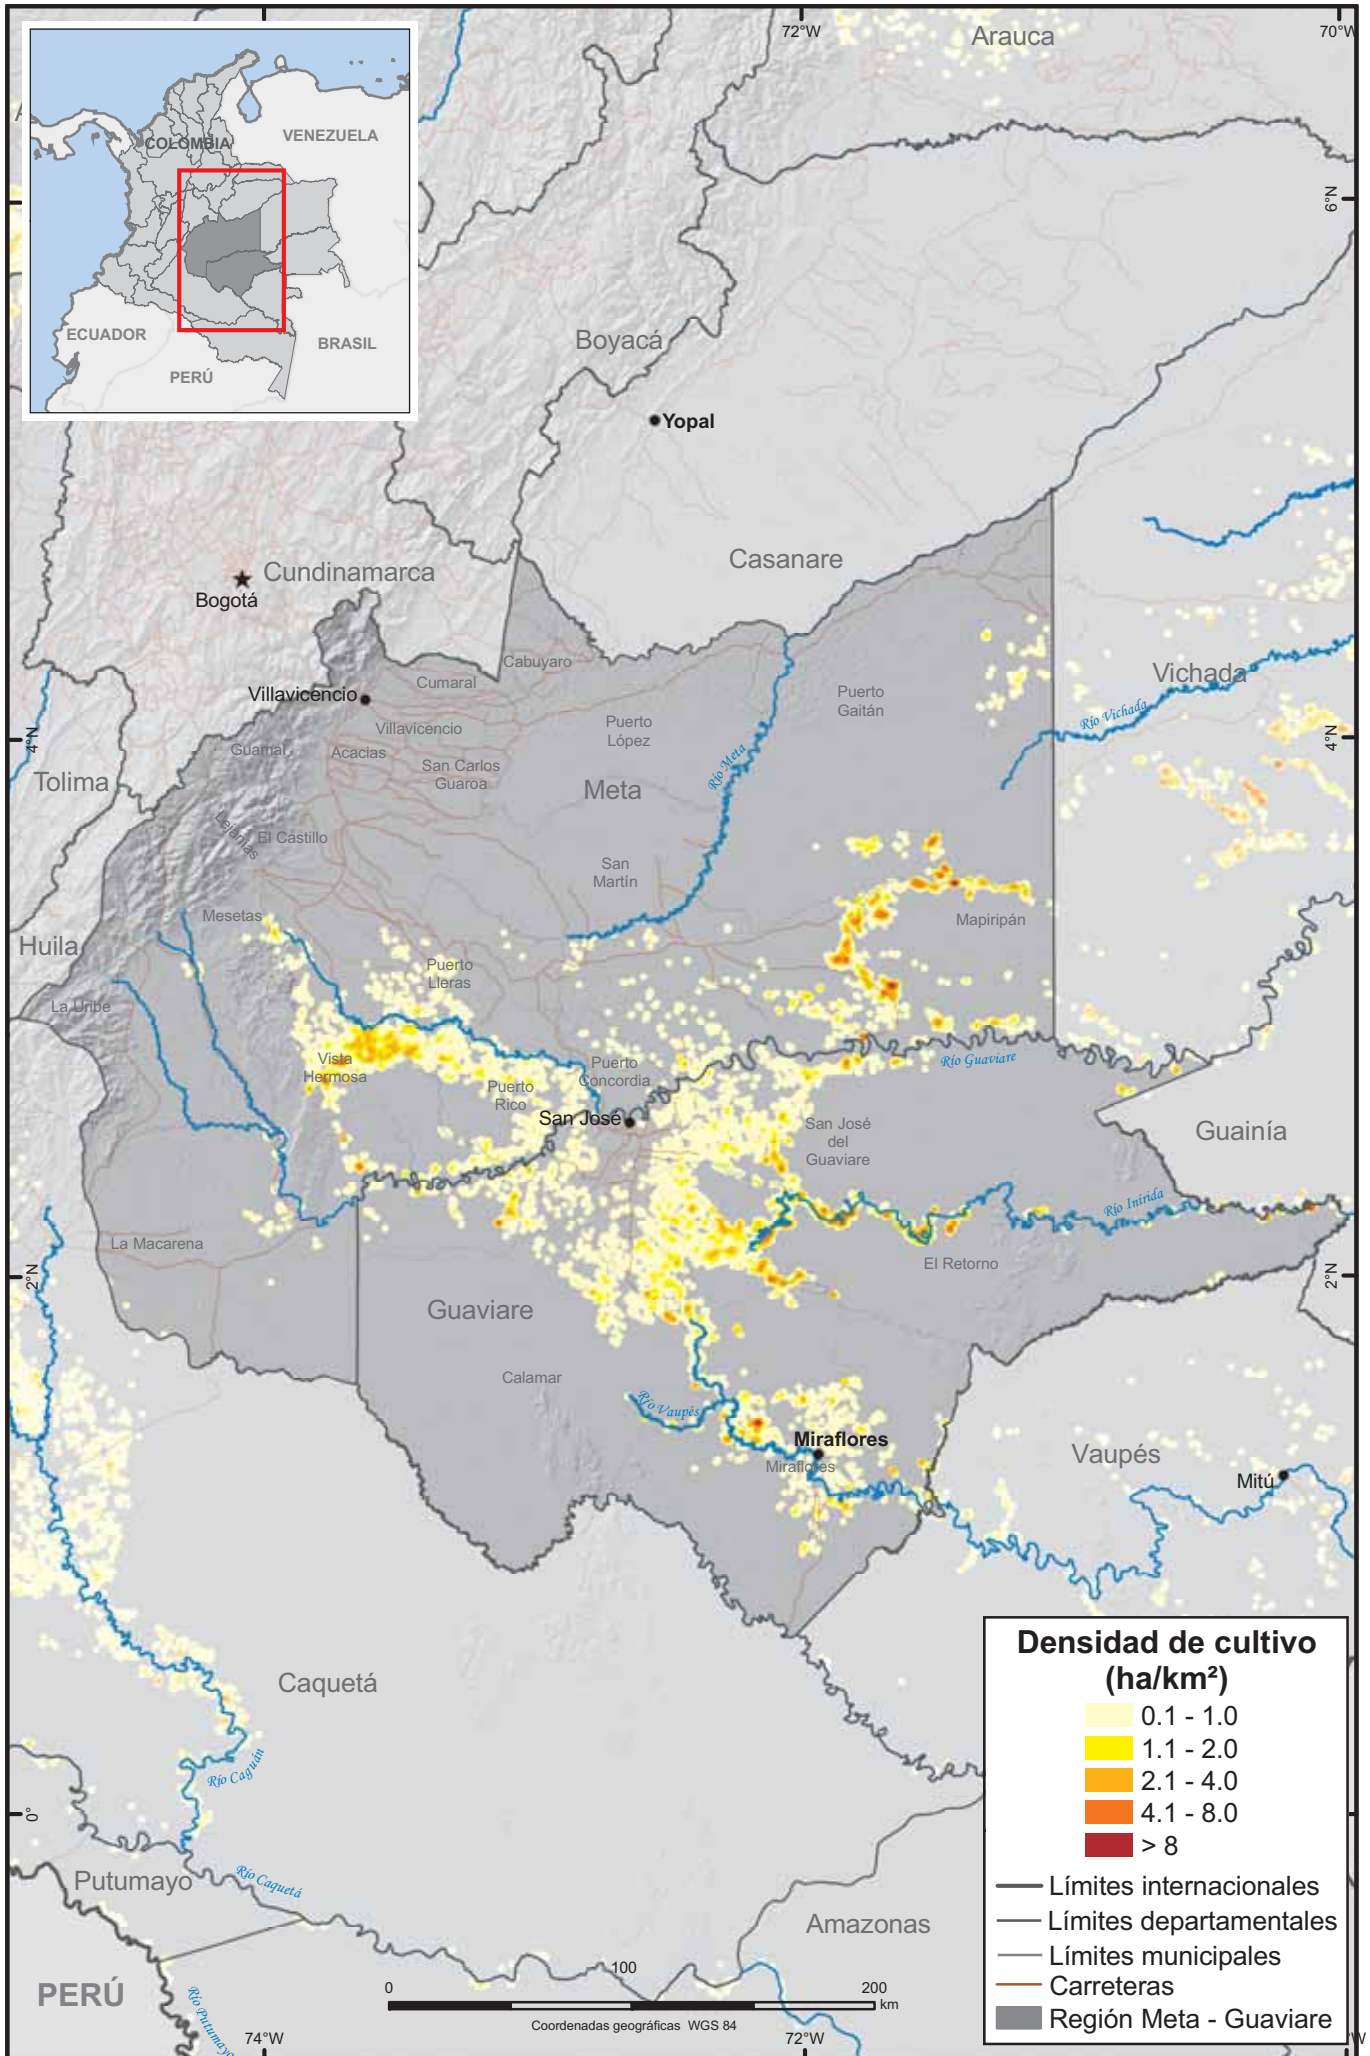 72°W
70°W
Arauca
VENEZUELA
COLOMBIA
ECUADOR
PERÚ
BRASIL
6°N
Boyacá
Yopal
Casanare
Cundinamarca
Bogotá
Cabuyaro
Cumaral
Villavicencio
Villavicencio
Puerto
López
Puerto
Gaitán
Vichada
Río Vichada
4°N
4°N
Guamal
Acacias
San Carlos
Guaroa
Río Meta
Tolima
Meta
Lejanías
El Castillo
San
Martín
Mesetas
Mapiripán
Huila
Puerto
Lleras
La Uribe
Vista
Hermosa
Puerto
Concordia
Río Guaviare
Puerto
Rico
San José
San José
del
Guaviare
Guainía
Río Inírida
La Macarena
El Retorno
2°N
2°N
Guaviare
Calamar
Río Vaupés
Miraflores
Miraflores
Vaupés
Mitú
Caquetá
Río Caguán
0°
Putumayo
Río Caquetá
Amazonas
PERÚ
Río Putumayo
0
100
200
km
Coordenadas geográficas WGS 84
74°W
72°W
Densidad de cultivo
(ha/km²)
0.1 - 1.0
1.1 - 2.0
2.1 - 4.0
4.1 - 8.0
> 8
Límites internacionales
Límites departamentales
Límites municipales
Carreteras
Región Meta - Guaviare